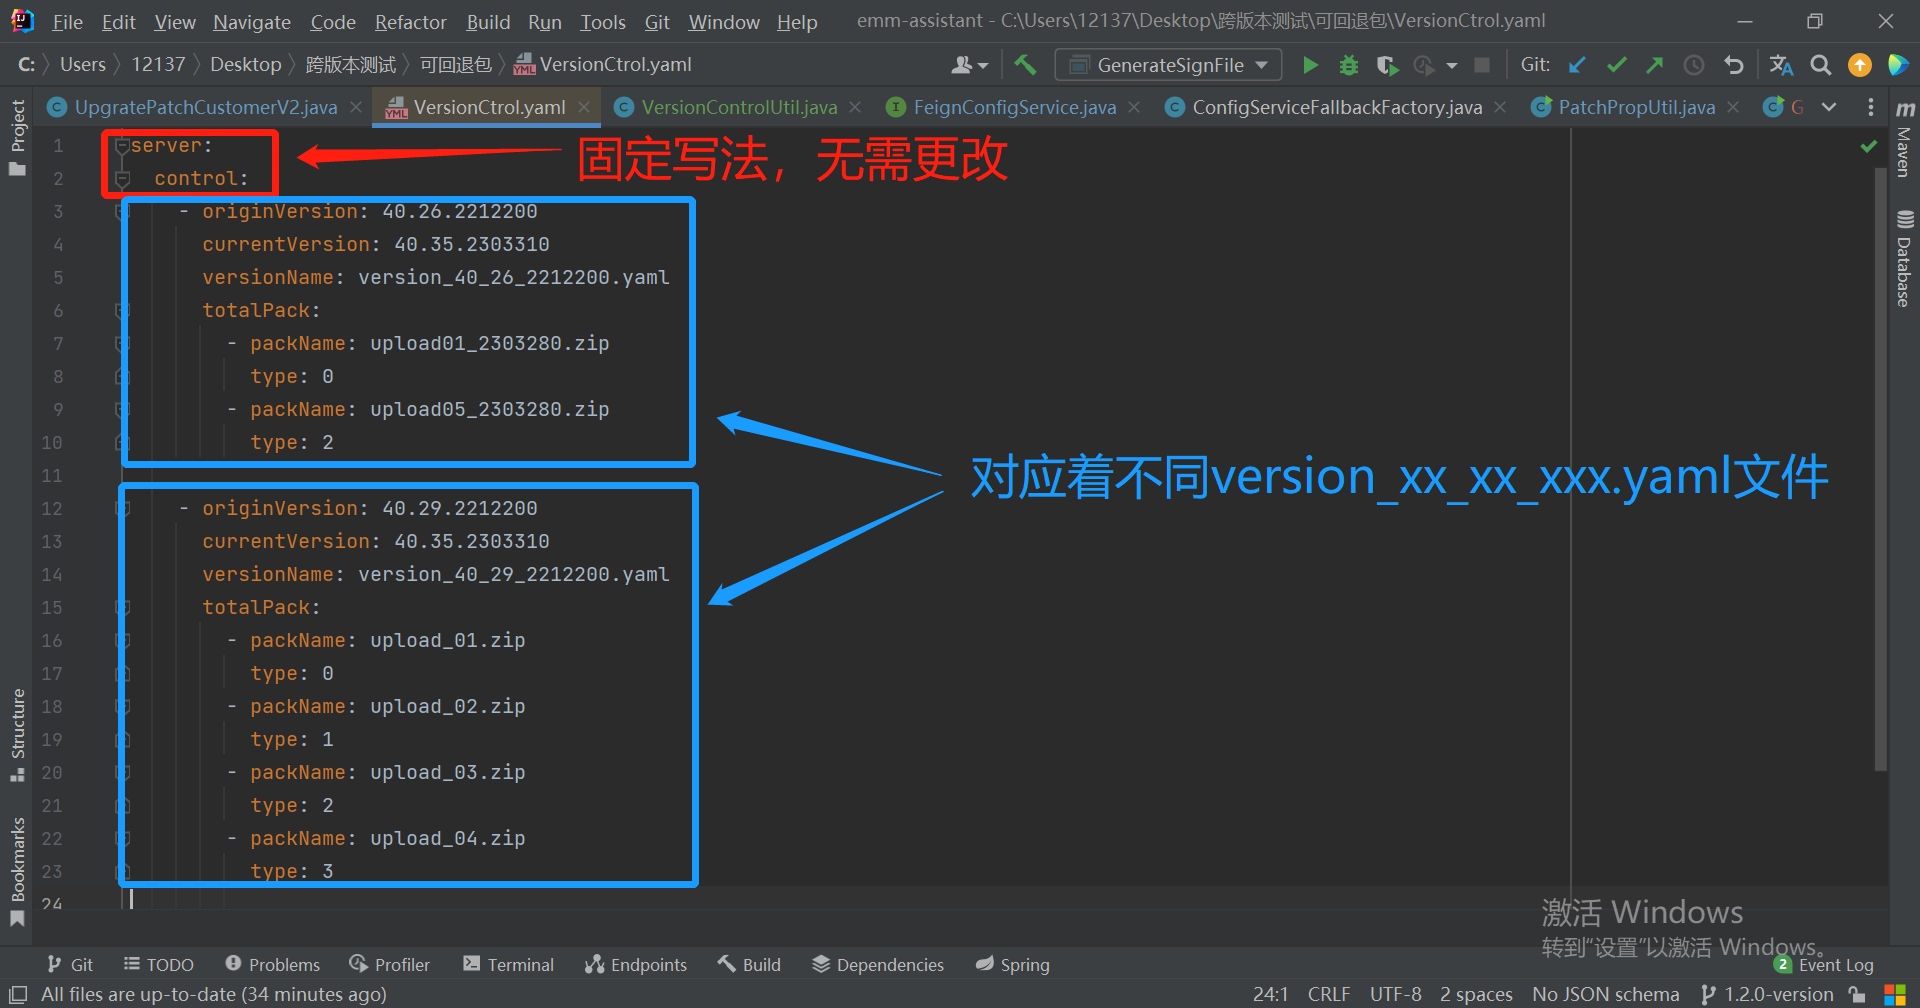 File Edit View Navigate Code Refactor Build Run Tools Git Window Help emm-assistant - C:\Users\12137\Desktop\跨版本测试\可回退包\VersionCtrol.yaml
C: Users 12137 Desktop 跨版本测试 可回退包 VersionCtrol.yaml GenerateSignFile Git:
UpgratePatchCustomerV2.java VersionCtrol.yaml VersionControlUtil.java FeignConfigService.java ConfigServiceFallbackFactory.java PatchPropUtil.java G
Project
Structure
Bookmarks
1 server:
2 control:
固定写法，无需更改
3 - originVersion: 40.26.2212200
4 currentVersion: 40.35.2303310
5 versionName: version_40_26_2212200.yaml
6 totalPack:
7 - packName: upload01_2303280.zip
8 type: 0
9 - packName: upload05_2303280.zip
10 type: 2
11
对应着不同version_xx_xx_xxx.yaml文件
12 - originVersion: 40.29.2212200
13 currentVersion: 40.35.2303310
14 versionName: version_40_29_2212200.yaml
15 totalPack:
16 - packName: upload_01.zip
17 type: 0
18 - packName: upload_02.zip
19 type: 1
20 - packName: upload_03.zip
21 type: 2
22 - packName: upload_04.zip
23 type: 3
24
Maven
Database
激活 Windows
转到“设置”以激活 Windows。
Git TODO Problems Profiler Terminal Endpoints Build Dependencies Spring 2 Event Log
All files are up-to-date (34 minutes ago) 24:1 CRLF UTF-8 2 spaces No JSON schema 1.2.0-version